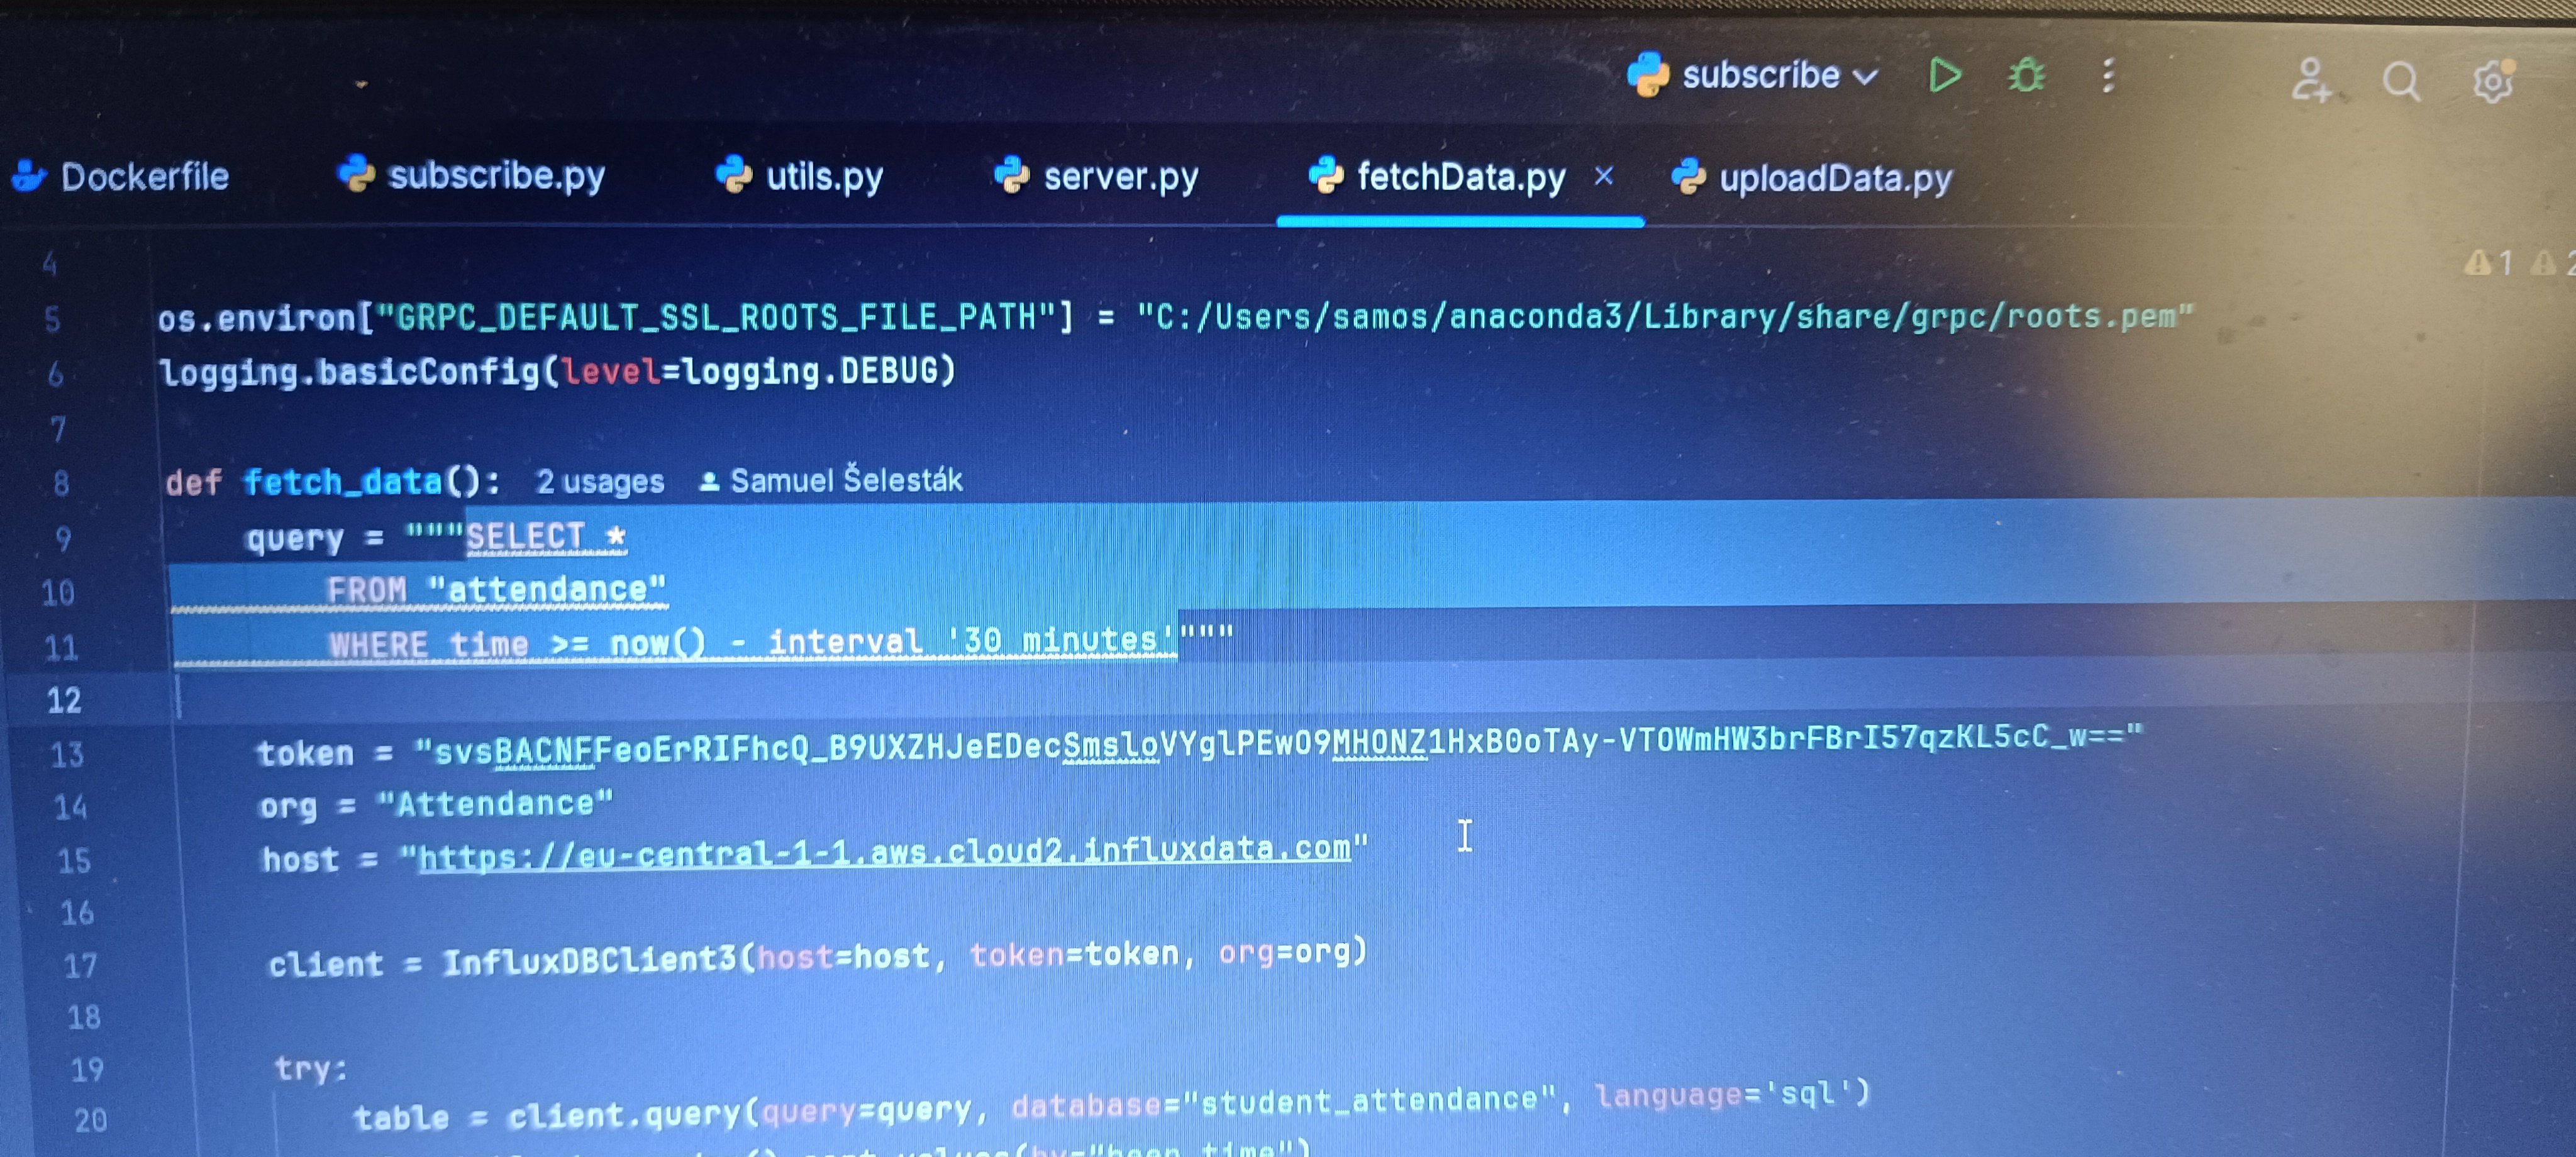 subscribe
Dockerfile subscribe.py utils.py server.py fetchData.py × uploadData.py
4
1 2
5 os.environ["GRPC_DEFAULT_SSL_ROOTS_FILE_PATH"] = "C:/Users/samos/anaconda3/Library/share/grpc/roots.pem"
6 logging.basicConfig(level=logging.DEBUG)
7
8 def fetch_data(): 2 usages Samuel Šelesták
9 query = """SELECT *
10 FROM "attendance"
11 WHERE time >= now() - interval '30 minutes'"""
12
13 token = 
14 org = "Attendance"
15 host = "https://eu-central-1-1.aws.cloud2.influxdata.com"
16
17 client = InfluxDBClient3(host=host, token=token, org=org)
18
19 try:
20 table = client.query(query=query, database="student_attendance", language='sql')